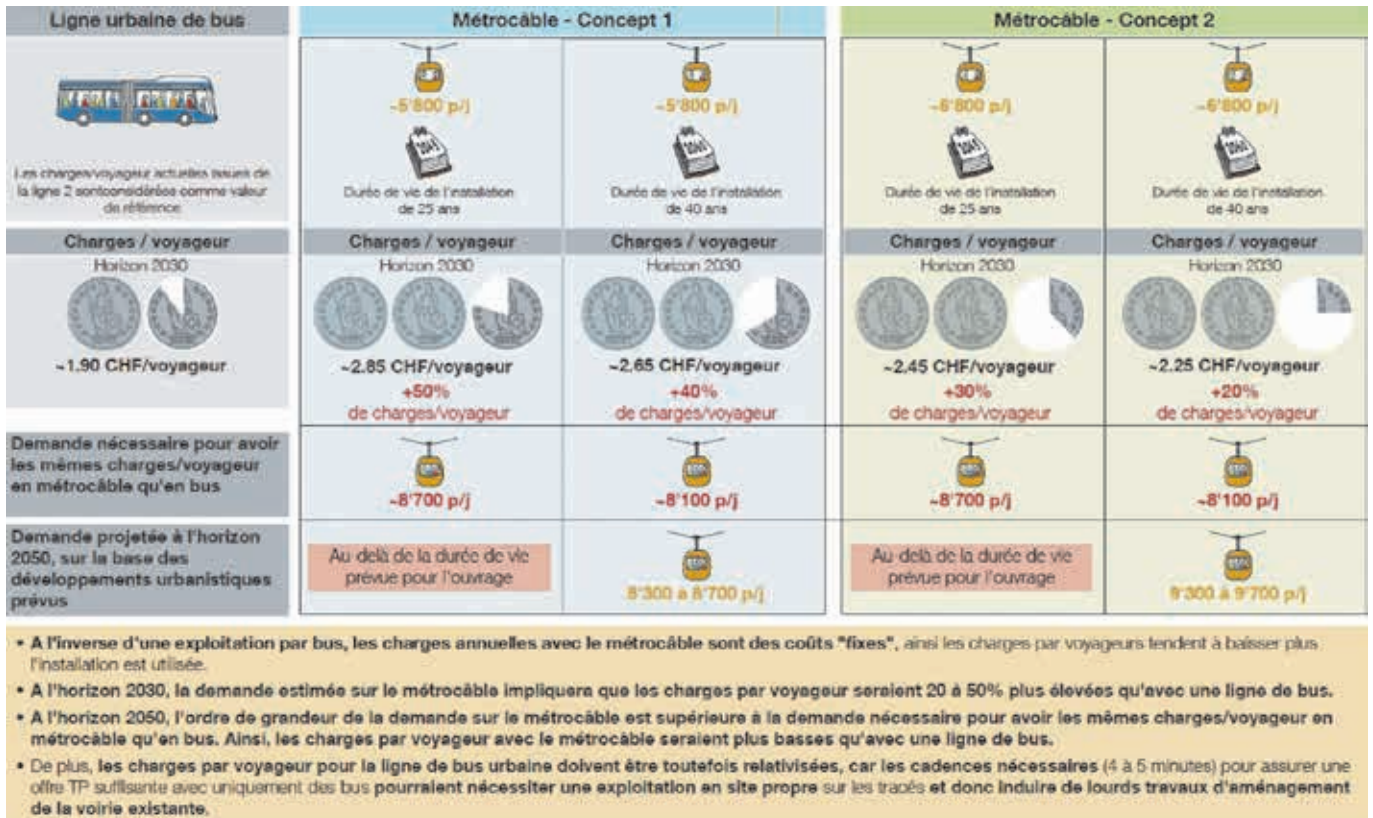 Ligne urbaine de bus
Métrocâble - Concept 1
Métrocâble - Concept 2
~5'800 p/j
~5'800 p/j
~6'800 p/j
~6'800 p/j
Les charges/voyageur actuelles issues de
la ligne 2 sontconsidérées comme valeur
de référence.
Durée de vie de l'installation
de 25 ans
Durée de vie de l'installation
de 40 ans
Durée de vie de l'installation
de 25 ans
Durée de vie de l'installation
de 40 ans
Charges / voyageur
Charges / voyageur
Charges / voyageur
Charges / voyageur
Charges / voyageur
Horizon 2030
Horizon 2030
Horizon 2030
Horizon 2030
Horizon 2030
~1.90 CHF/voyageur
~2.85 CHF/voyageur
~2.65 CHF/voyageur
~2.45 CHF/voyageur
~2.25 CHF/voyageur
+50%
de charges/voyageur
+40%
de charges/voyageur
+30%
de charges/voyageur
+20%
de charges/voyageur
Demande nécessaire pour avoir
les mêmes charges/voyageur
en métrocâble qu'en bus
~8'700 p/j
~8'100 p/j
~8'700 p/j
~8'100 p/j
Demande projetée à l'horizon
2050, sur la base des
développements urbanistiques
prévus
Au delà de la durée de vie
prévue pour l'ouvrage
8'300 à 8'700 p/j
Au delà de la durée de vie
prévue pour l'ouvrage
9'300 à 9'700 p/j
• A l'inverse d'une exploitation par bus, les charges annuelles avec le métrocâble sont des coûts "fixes", ainsi les charges par voyageurs tendent à baisser plus
l'installation est utilisée.
• A l'horizon 2030, la demande estimée sur le métrocâble impliquera que les charges par voyageur seraient 20 à 50% plus élevées qu'avec une ligne de bus.
• A l'horizon 2050, l'ordre de grandeur de la demande sur le métrocâble est supérieure à la demande nécessaire pour avoir les mêmes charges/voyageur en
métrocâble qu'en bus. Ainsi, les charges par voyageur avec le métrocâble seraient plus basses qu'avec une ligne de bus.
• De plus, les charges par voyageur pour la ligne de bus urbaine doivent être toutefois relativisées, car les cadences nécessaires (4 à 5 minutes) pour assurer une
offre TP suffisante avec uniquement des bus pourraient nécessiter une exploitation en site propre sur les tracés et donc induire de lourds travaux d'aménagement
de la voirie existante.